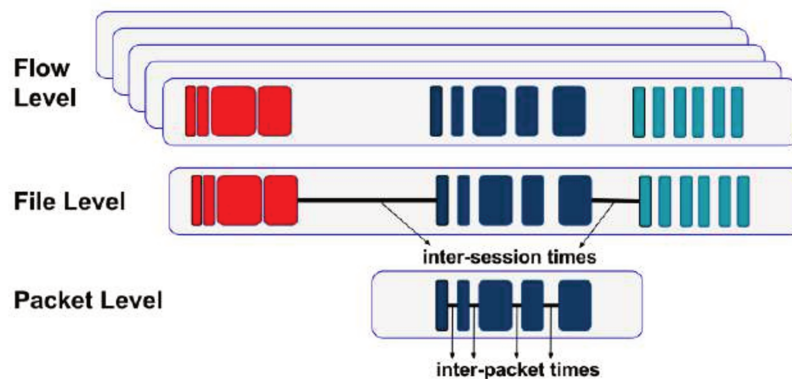 Flow
Level
File Level
inter-session times
Packet Level
inter-packet times